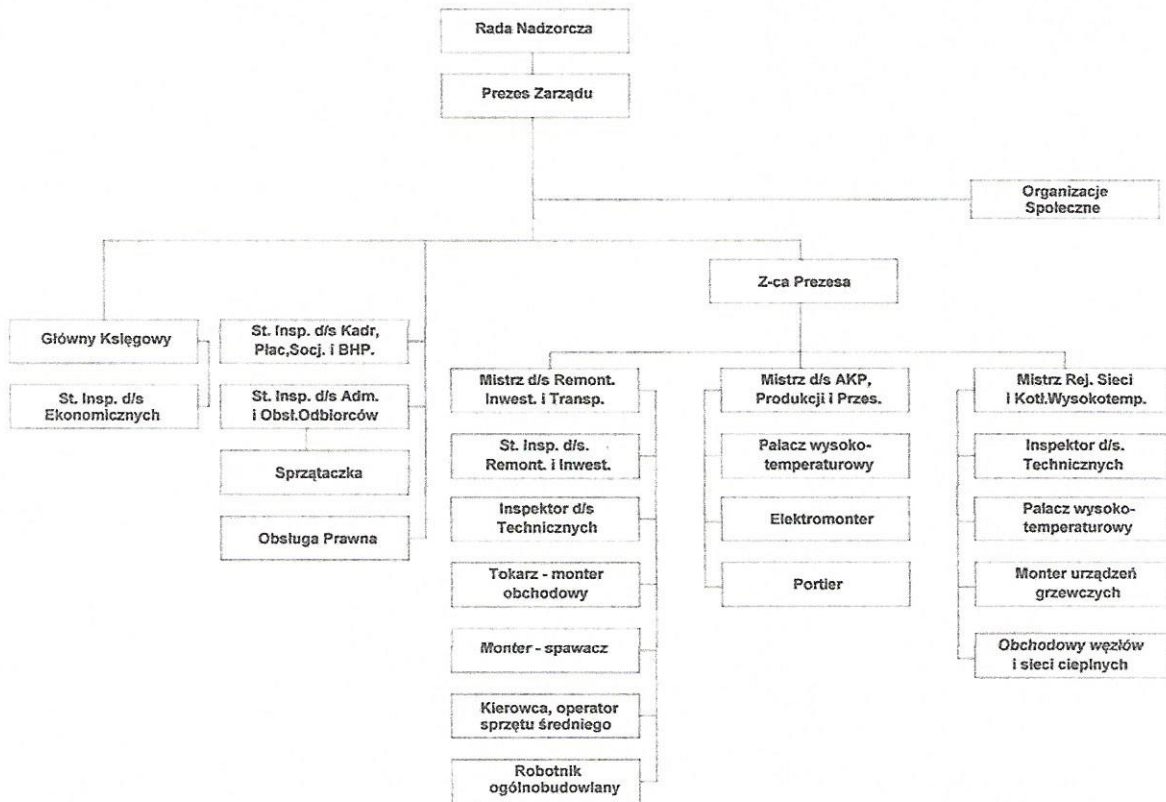 Rada Nadzorcza
Prezes Zarządu
Organizacje
Społeczne
Z-ca Prezesa
Główny Księgowy
St. Insp. d/s
Ekonomicznych
St. Insp. d/s Kadr,
Płac,Socj. i BHP.
St. Insp. d/s Adm.
i Obsł.Odbiorców
Sprzątaczka
Obsługa Prawna
Mistrz d/s Remont.
Inwest. i Transp.
St. Insp. d/s.
Remont. i Inwest.
Inspektor d/s
Technicznych
Tokarz - monter
obchodowy
Monter - spawacz
Kierowca, operator
sprzętu średniego
Robotnik
ogólnobudowlany
Mistrz d/s AKP,
Produkcji i Przes.
Palacz wysoko-
temperaturowy
Elektromonter
Portier
Mistrz Rej. Sieci
i Kotł.Wysokotemp.
Inspektor d/s.
Technicznych
Palacz wysoko-
temperaturowy
Monter urządzeń
grzewczych
Obchodowy węzłów
i sieci cieplnych